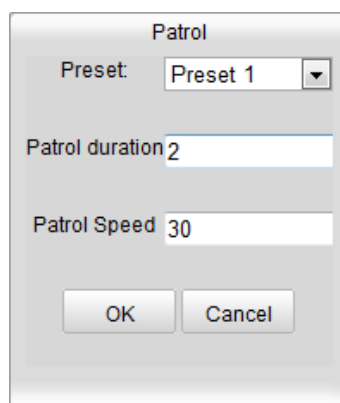 Patrol
Preset: Preset 1
Patrol duration 2
Patrol Speed 30
OK Cancel